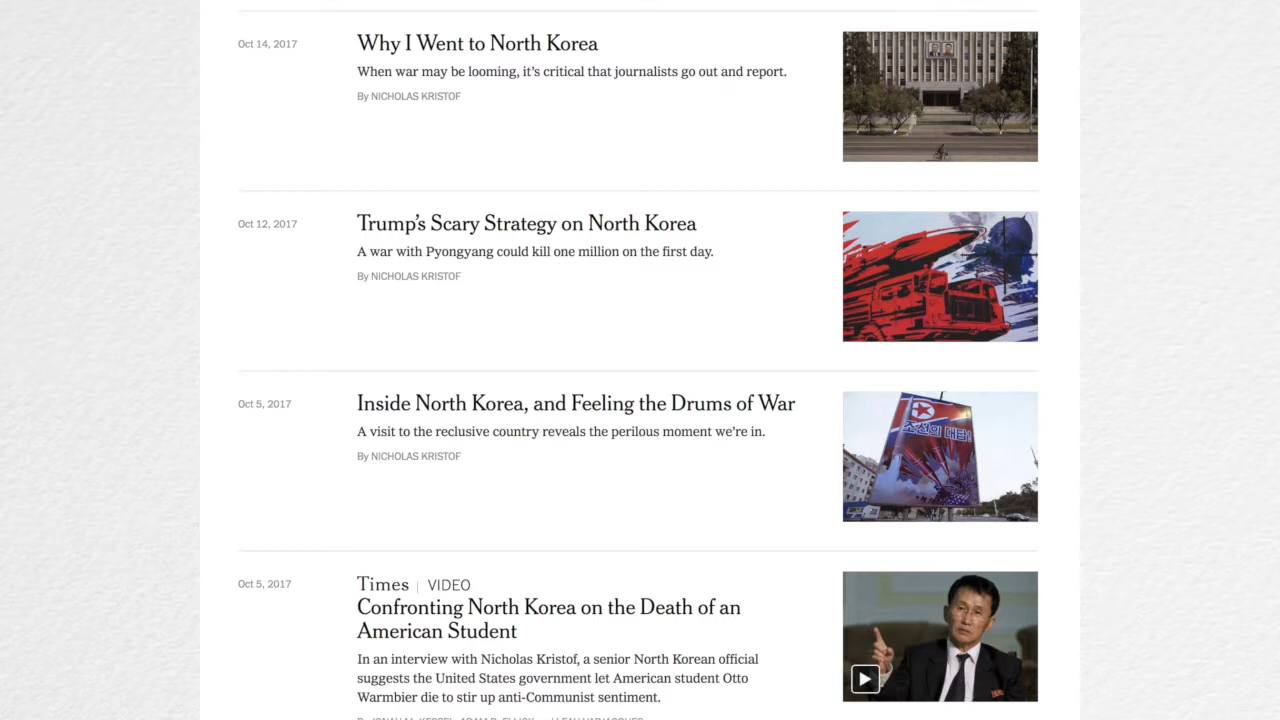 Oct 14, 2017
Why I Went to North Korea
When war may be looming, it's critical that journalists go out and report.
By NICHOLAS KRISTOF
Oct 12, 2017
Trump's Scary Strategy on North Korea
A war with Pyongyang could kill one million on the first day.
By NICHOLAS KRISTOF
Oct 5, 2017
Inside North Korea, and Feeling the Drums of War
A visit to the reclusive country reveals the perilous moment we're in.
By NICHOLAS KRISTOF
조선의 대답!
Oct 5, 2017
Times | VIDEO
Confronting North Korea on the Death of an
American Student
In an interview with Nicholas Kristof, a senior North Korean official
suggests the United States government let American student Otto
Warmbier die to stir up anti-Communist sentiment.